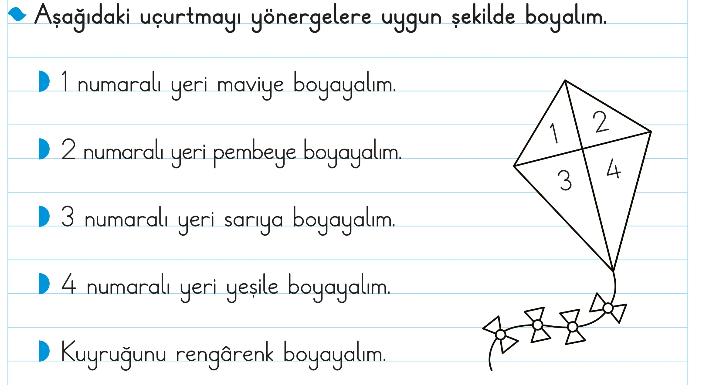 Aşağıdaki uçurtmayı yönergelere uygun şekilde boyalım.
1 numaralı yeri maviye boyayalım.
2 numaralı yeri pembeye boyayalım.
3 numaralı yeri sarıya boyayalım.
4 numaralı yeri yeşile boyayalım.
Kuyruğunu rengârenk boyayalım.
1 2
3 4